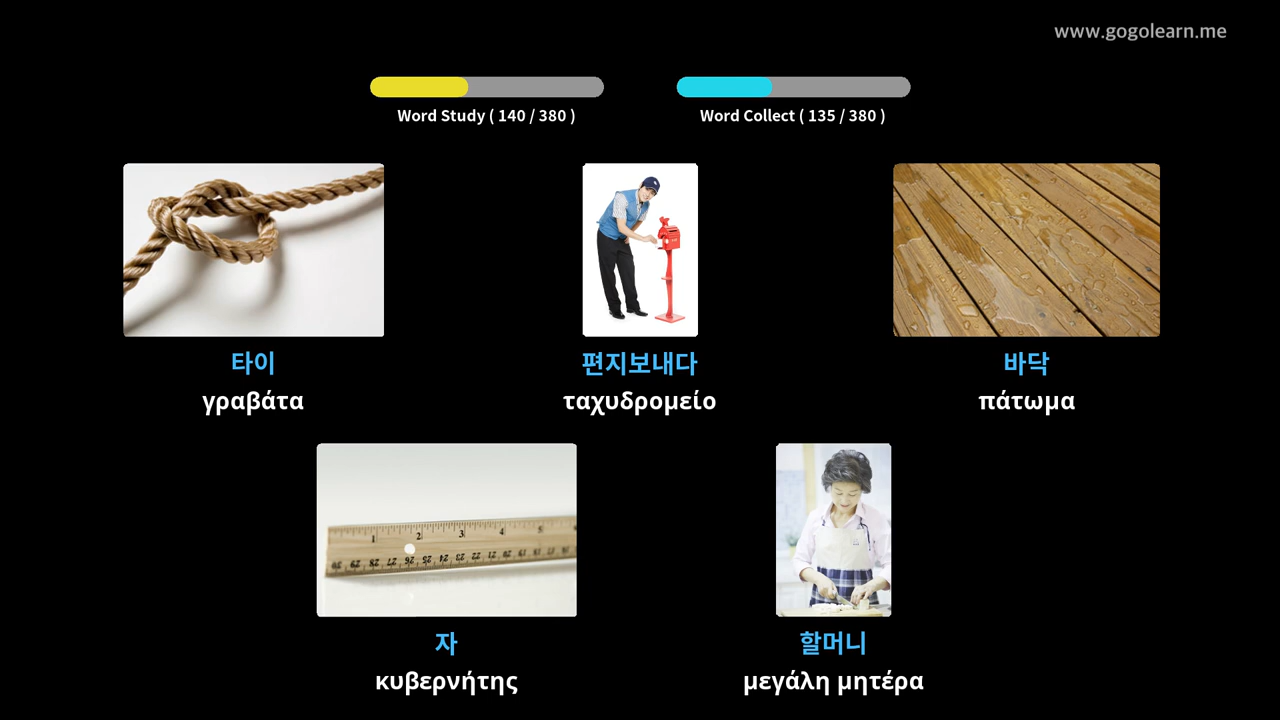 www.gogolearn.me
Word Study ( 140 / 380 )
Word Collect ( 135 / 380 )
타이
γραβάτα
편지보내다
ταχυδρομείο
바닥
πάτωμα
자
κυβερνήτης
할머니
μεγάλη μητέρα